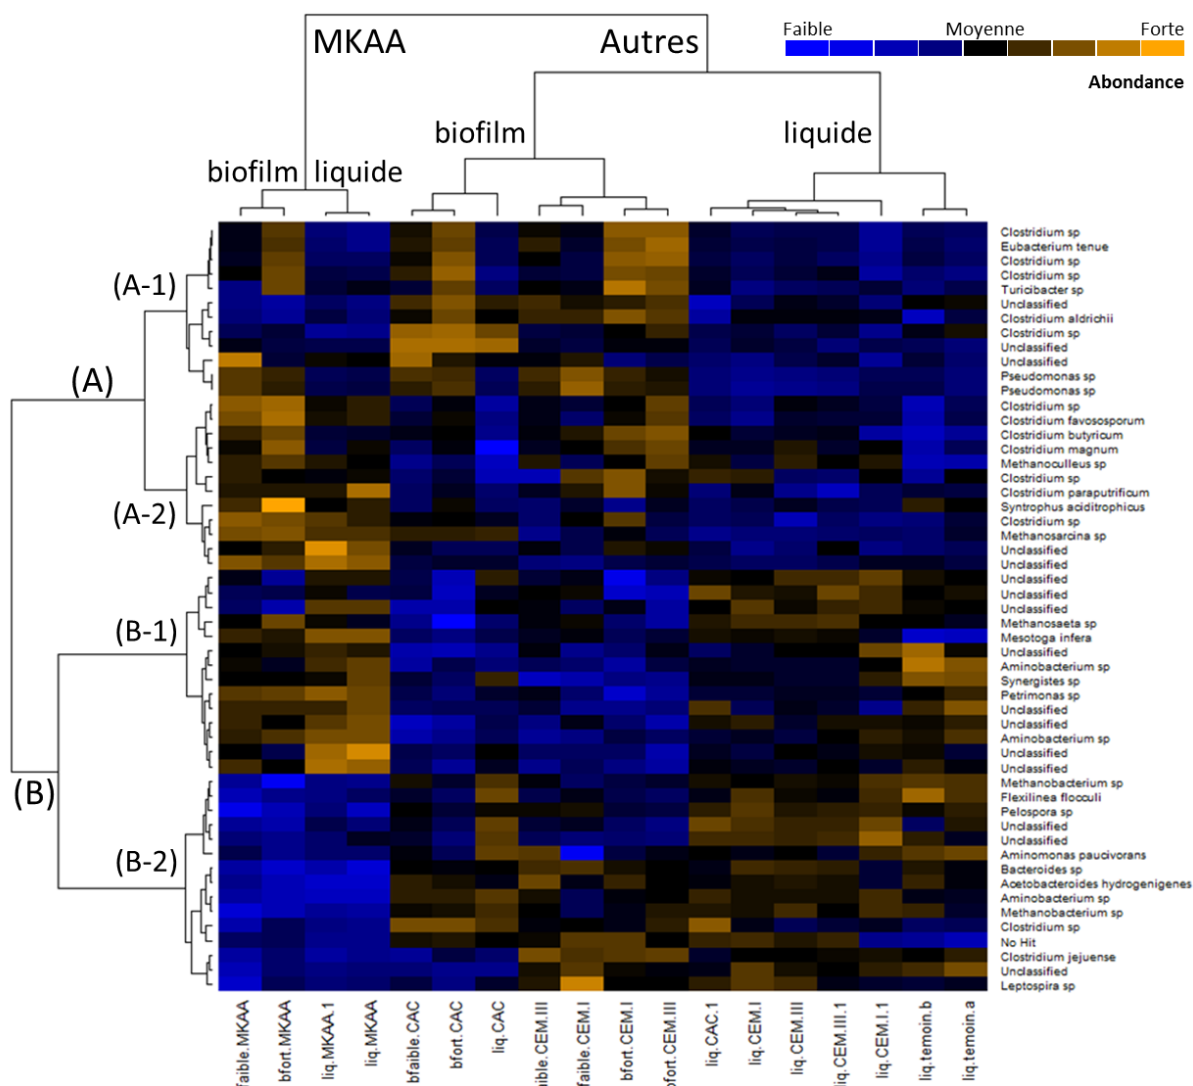 MKAA
Autres
Faible
Moyenne
Forte
Abondance
biofilm
liquide
biofilm
liquide
(A-1)
(A)
(A-2)
(B-1)
(B)
(B-2)
Clostridium sp
Eubacterium tenue
Clostridium sp
Clostridium sp
Turicibacter sp
Unclassified
Clostridium aldrichii
Clostridium sp
Unclassified
Unclassified
Pseudomonas sp
Pseudomonas sp
Clostridium sp
Clostridium favososporum
Clostridium butyricum
Clostridium magnum
Methanoculleus sp
Clostridium sp
Clostridium paraputrificum
Syntrophus aciditrophicus
Clostridium sp
Methanosarcina sp
Unclassified
Unclassified
Unclassified
Unclassified
Unclassified
Methanosaeta sp
Mesotoga infera
Unclassified
Aminobacterium sp
Synergistes sp
Petrimonas sp
Unclassified
Unclassified
Aminobacterium sp
Unclassified
Unclassified
Methanobacterium sp
Flexilinea flocculi
Pelospora sp
Unclassified
Unclassified
Aminomonas paucivorans
Bacteroides sp
Acetobacteroides hydrogenigenes
Aminobacterium sp
Methanobacterium sp
Clostridium sp
No Hit
Clostridium jejuense
Unclassified
Leptospira sp
faible.MKAA
bfort.MKAA
liq.MKAA.1
liq.MKAA
bfaible.CAC
bfort.CAC
liq.CAC
aible.CEM.III
faible.CEM.I
bfort.CEM.I
ofort.CEM.III
liq.CAC.1
liq.CEM.I
liq.CEM.III
liq.CEM.III.1
liq.CEM.I.1
liq.temoin.b
liq.temoin.a